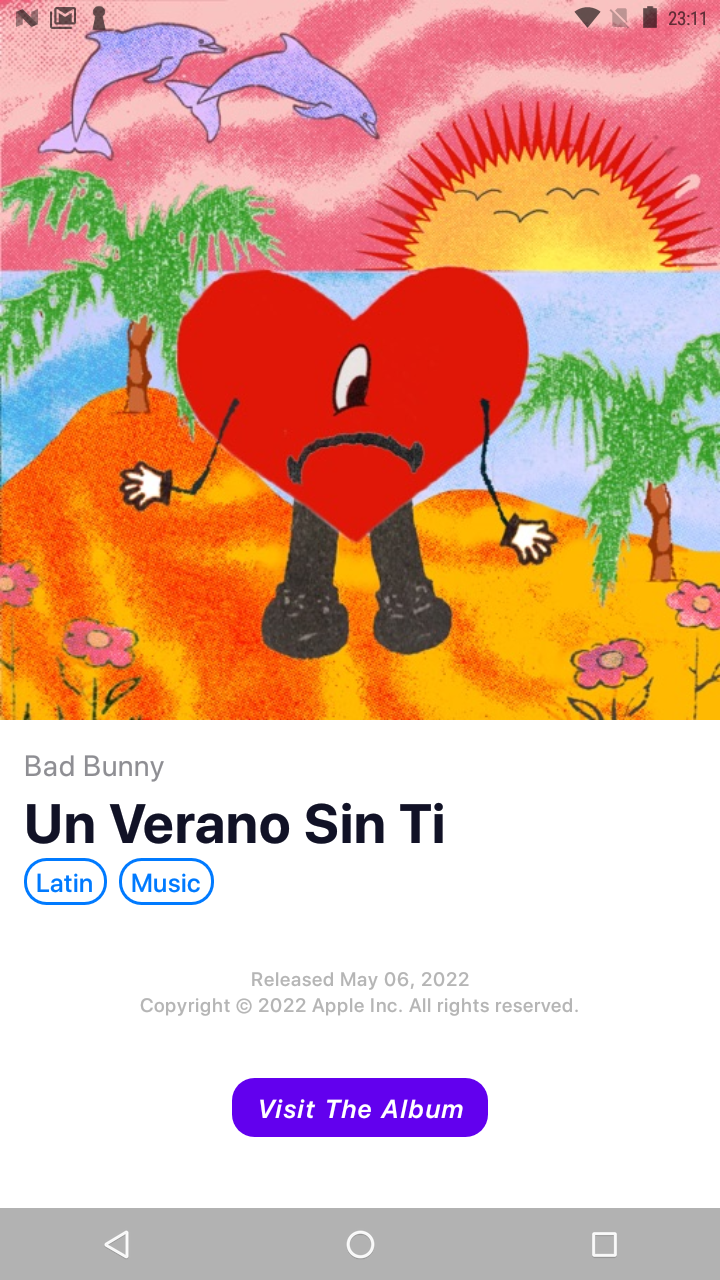 23:11
Bad Bunny
Un Verano Sin Ti
Latin Music
Released May 06, 2022
Copyright © 2022 Apple Inc. All rights reserved.
Visit The Album